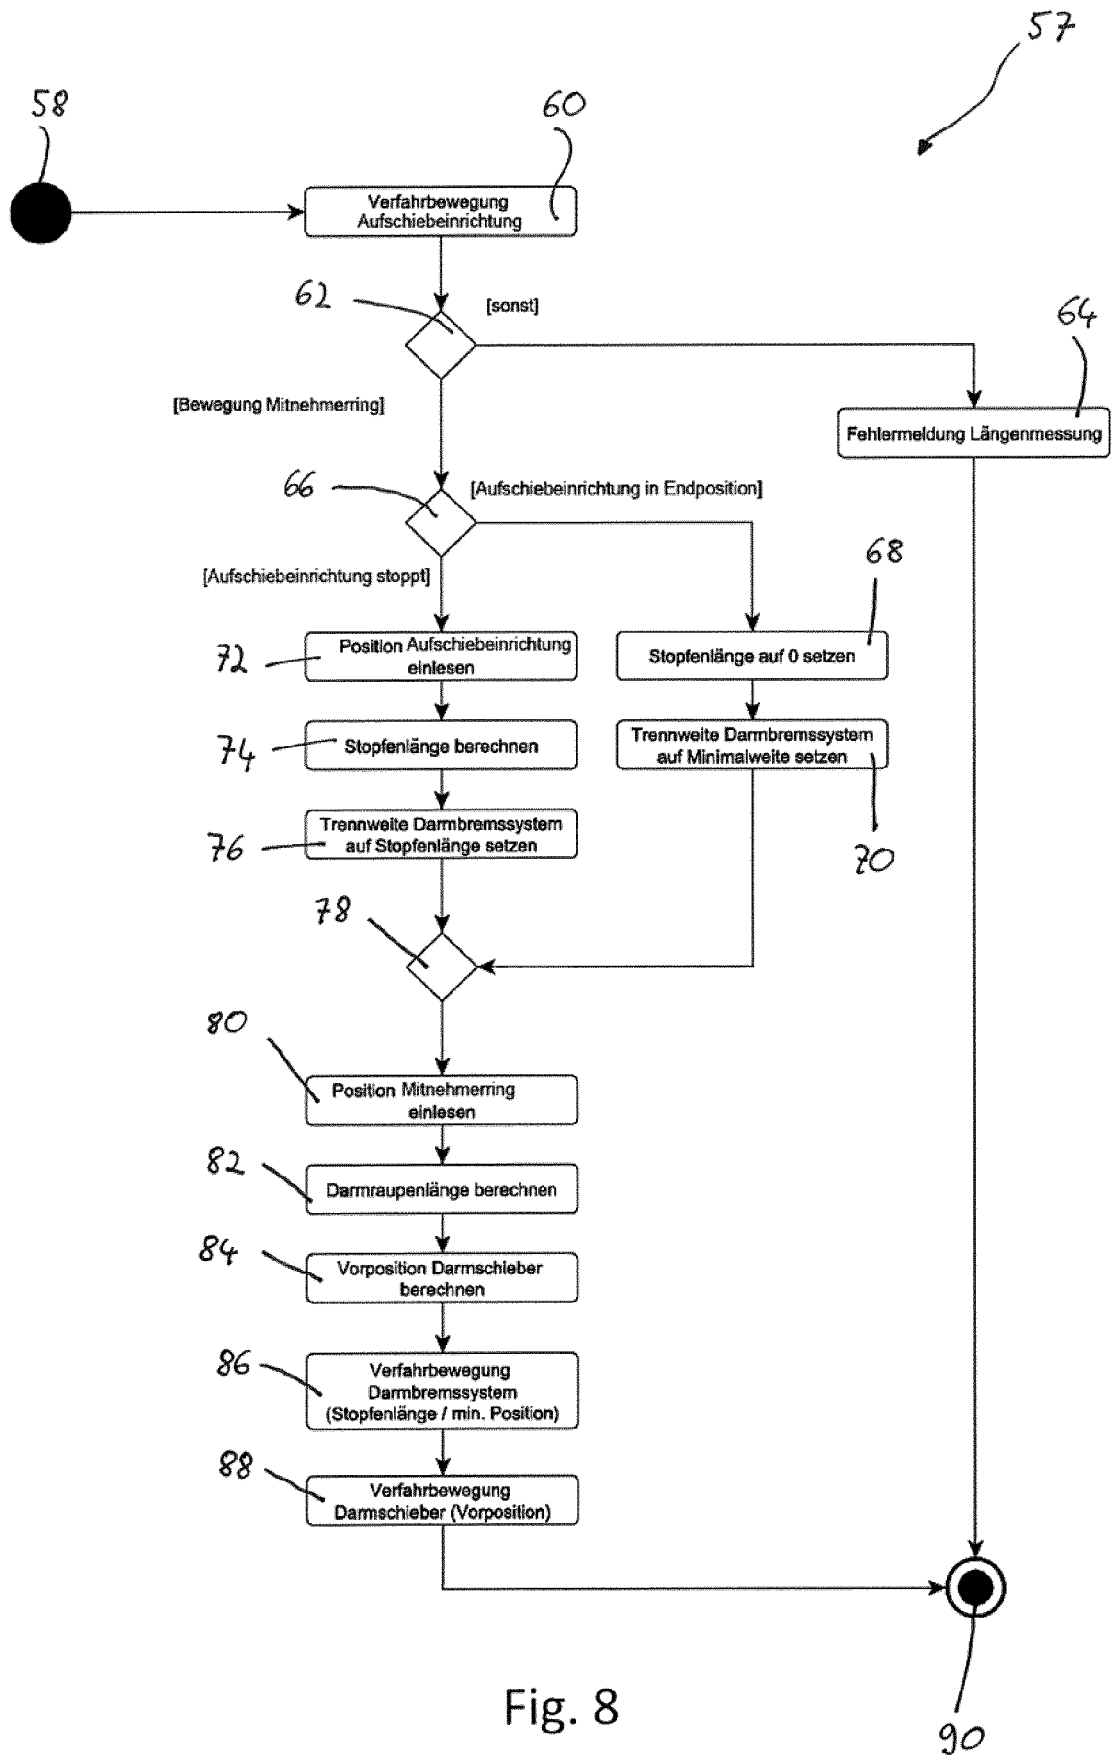 57
58
60
Verfahrbewegung
Aufschiebeinrichtung
62
[sonst]
64
[Bewegung Mitnehmerring]
Fehlermeldung Längenmessung
66
[Aufschiebeinrichtung in Endposition]
68
[Aufschiebeinrichtung stoppt]
72
Position Aufschiebeinrichtung
einlesen
Stopfenlänge auf 0 setzen
74
Stopfenlänge berechnen
Trennweite Darmbremssystem
auf Minimalweite setzen
76
Trennweite Darmbremssystem
auf Stopfenlänge setzen
70
78
80
Position Mitnehmerring
einlesen
82
Darmraupenlänge berechnen
84
Vorposition Darmschieber
berechnen
86
Verfahrbewegung
Darmbremssystem
(Stopfenlänge / min. Position)
88
Verfahrbewegung
Darmschieber (Vorposition)
Fig. 8
90